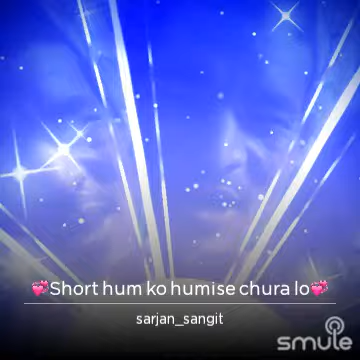 💞Short hum ko humise chura lo💞
sarjan_sangit
smule